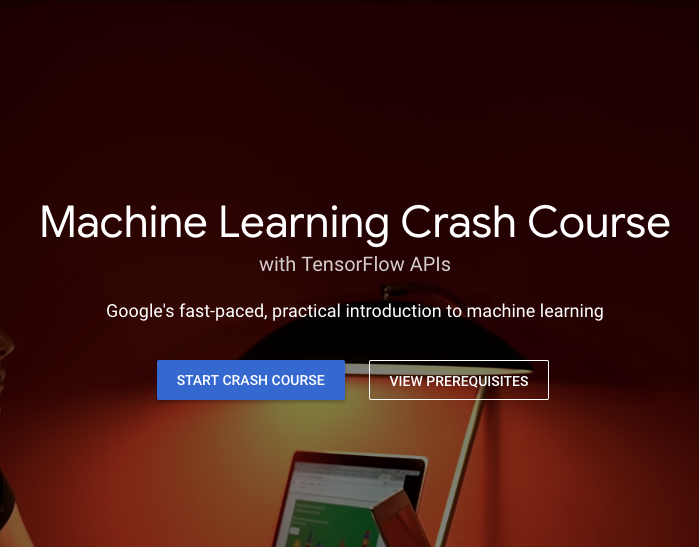 Machine Learning Crash Course
with TensorFlow APIs
Google's fast-paced, practical introduction to machine learning
START CRASH COURSE
VIEW PREREQUISITES